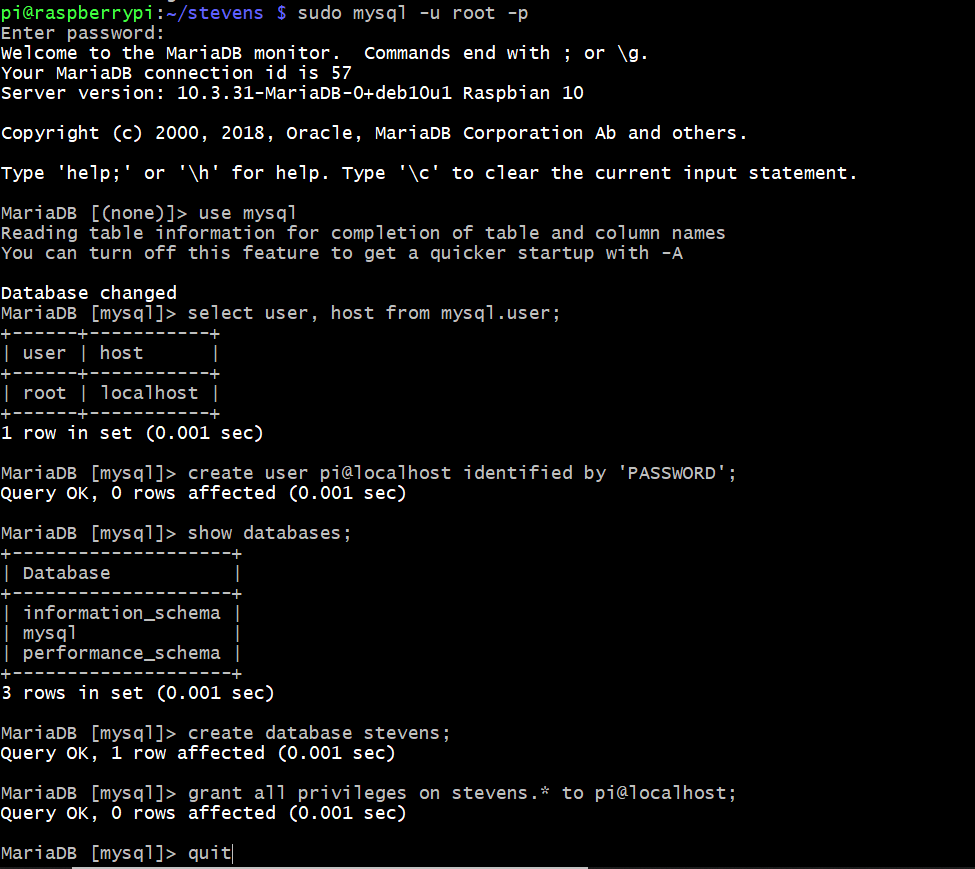 pi@raspberrypi:~/stevens $ sudo mysql -u root -p
Enter password:
Welcome to the MariaDB monitor.  Commands end with ; or \g.
Your MariaDB connection id is 57
Server version: 10.3.31-MariaDB-0+deb10u1 Raspbian 10

Copyright (c) 2000, 2018, Oracle, MariaDB Corporation Ab and others.

Type 'help;' or '\h' for help. Type '\c' to clear the current input statement.

MariaDB [(none)]> use mysql
Reading table information for completion of table and column names
You can turn off this feature to get a quicker startup with -A

Database changed
MariaDB [mysql]> select user, host from mysql.user;
+------+-----------+
| user | host      |
+------+-----------+
| root | localhost |
+------+-----------+
1 row in set (0.001 sec)

MariaDB [mysql]> create user pi@localhost identified by 'PASSWORD';
Query OK, 0 rows affected (0.001 sec)

MariaDB [mysql]> show databases;
+--------------------+
| Database           |
+--------------------+
| information_schema |
| mysql              |
| performance_schema |
+--------------------+
3 rows in set (0.001 sec)

MariaDB [mysql]> create database stevens;
Query OK, 1 row affected (0.001 sec)

MariaDB [mysql]> grant all privileges on stevens.* to pi@localhost;
Query OK, 0 rows affected (0.001 sec)

MariaDB [mysql]> quit